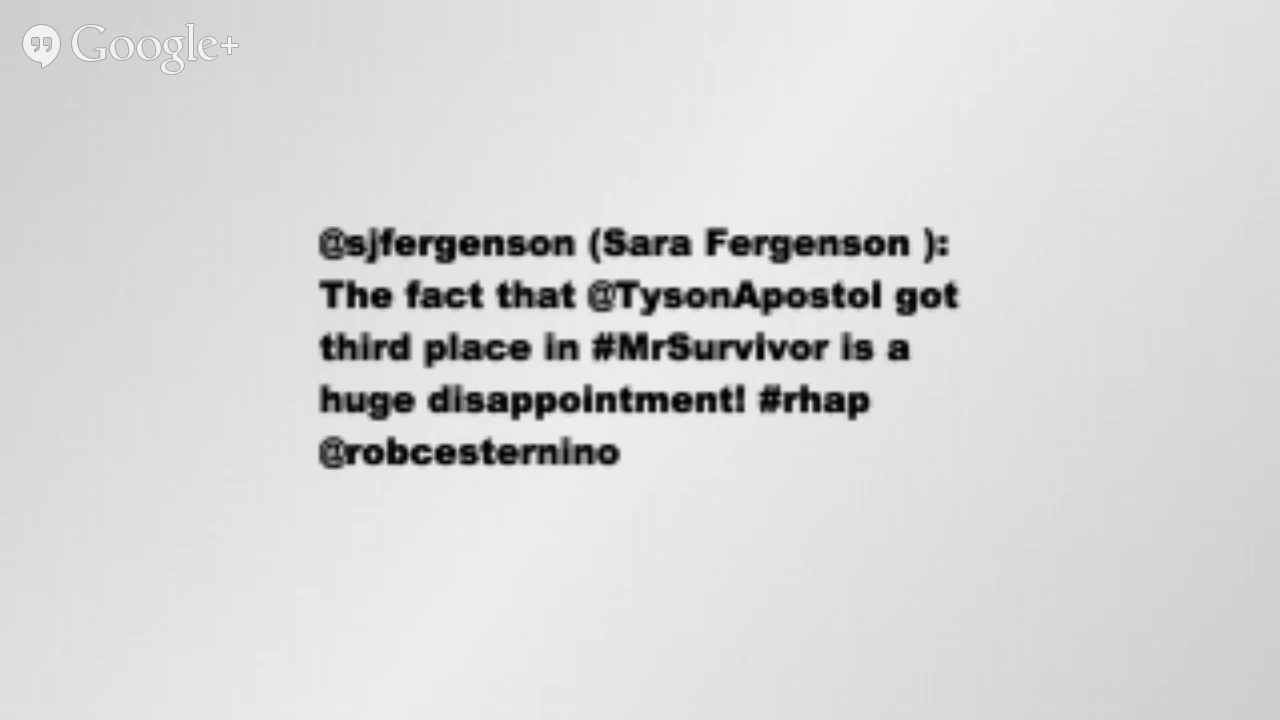 Google+
@sjfergenson (Sara Fergenson ):
The fact that @TysonApostol got
third place in #MrSurvivor is a
huge disappointment! #rhap
@robcesternino